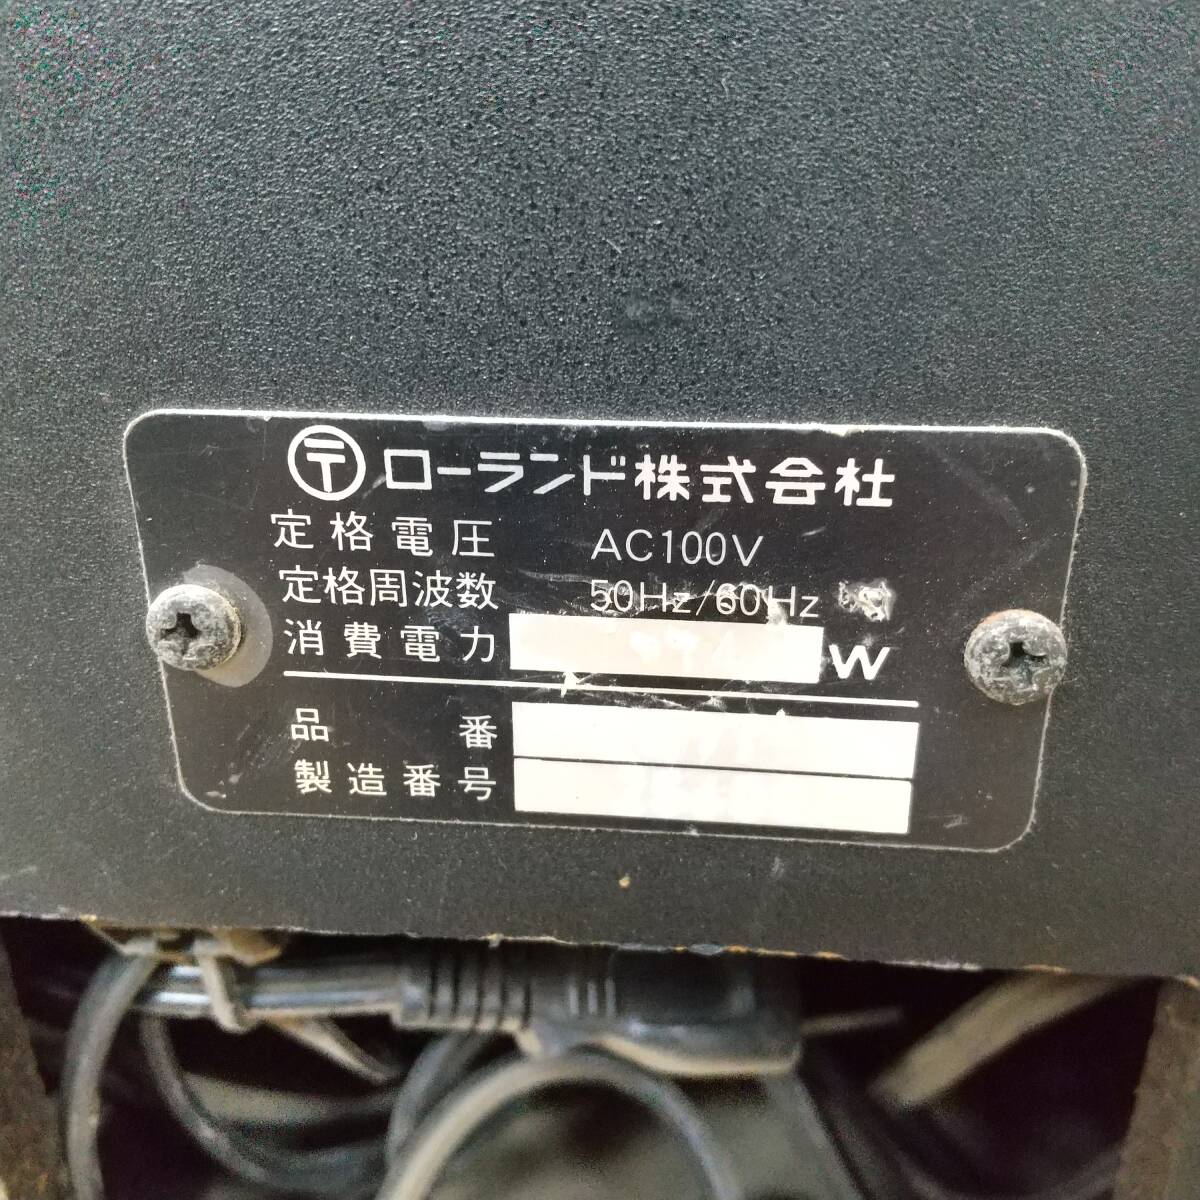 〒 ローランド株式会社
定格電圧 AC100V
定格周波数 50Hz/60Hz
消費電力 W
品番
製造番号